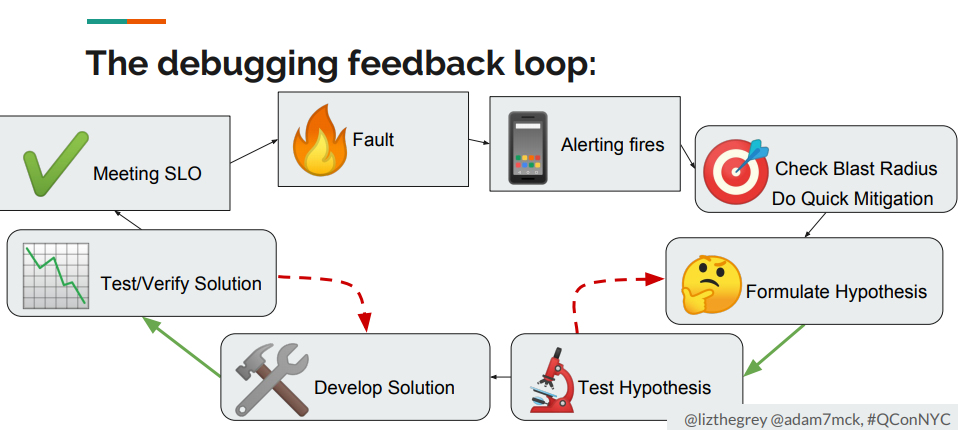 The debugging feedback loop:
Meeting SLO
Fault
Alerting fires
Check Blast Radius
Do Quick Mitigation
Formulate Hypothesis
Test Hypothesis
Develop Solution
Test/Verify Solution
@lizthegrey @adam7mck, #QConNYC